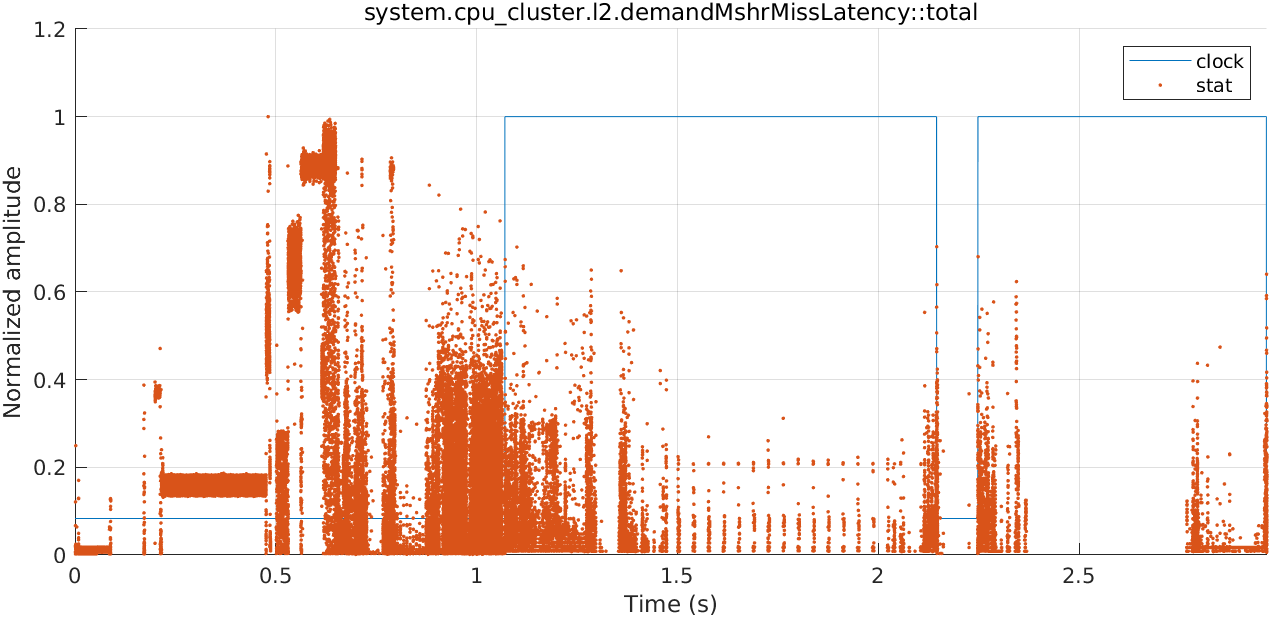 system.cpu_cluster.l2.demandMshrMissLatency::total
1.2
1
0.8
0.6
0.4
0.2
0
Normalized amplitude
clock
stat
0 0.5 1 1.5 2 2.5
Time (s)